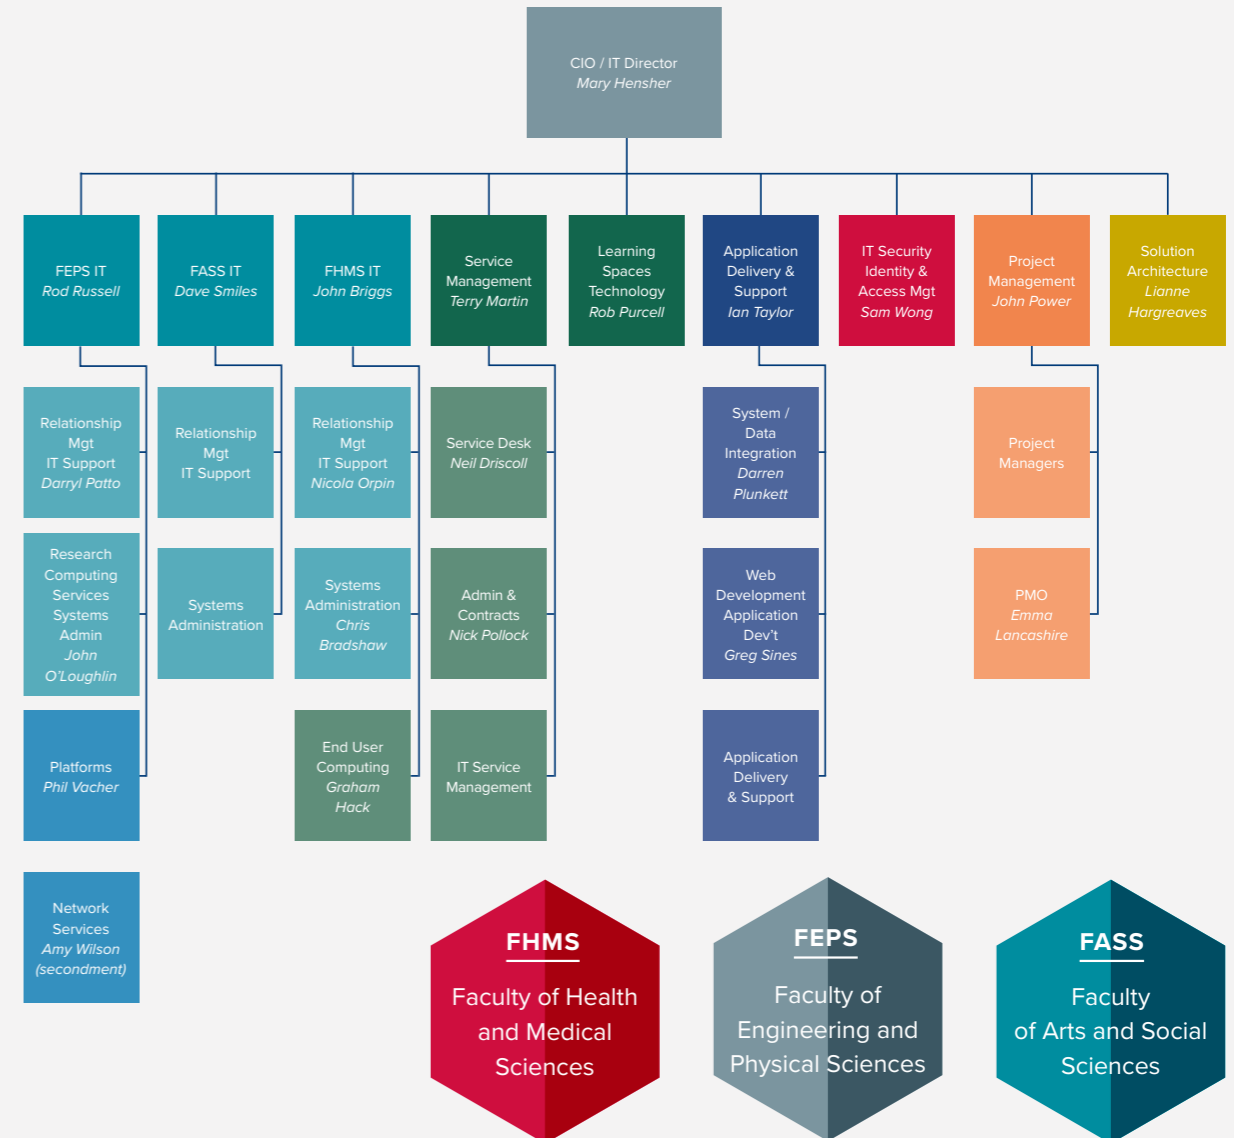 CIO / IT Director
Mary Hensher
FEPS IT
Rod Russell
FASS IT
Dave Smiles
FHMS IT
John Briggs
Service
Management
Terry Martin
Learning
Spaces
Technology
Rob Purcell
Application
Delivery &
Support
Ian Taylor
IT Security
Identity &
Access Mgt
Sam Wong
Project
Management
John Power
Solution
Architecture
Lianne
Hargreaves
Relationship
Mgt
IT Support
Darryl Patto
Relationship
Mgt
IT Support
Relationship
Mgt
IT Support
Nicola Orpin
Service Desk
Neil Driscoll
System /
Data
Integration
Darren
Plunkett
Project
Managers
Research
Computing
Services
Systems
Admin
John
O'Loughlin
Systems
Administration
Systems
Administration
Chris
Bradshaw
Admin &
Contracts
Nick Pollock
Web
Development
Application
Dev't
Greg Sines
PMO
Emma
Lancashire
Platforms
Phil Vacher
End User
Computing
Graham
Hack
IT Service
Management
Application
Delivery
& Support
Network
Services
Amy Wilson
(secondment)
FHMS
Faculty of Health
and Medical
Sciences
FEPS
Faculty of
Engineering and
Physical Sciences
FASS
Faculty
of Arts and Social
Sciences